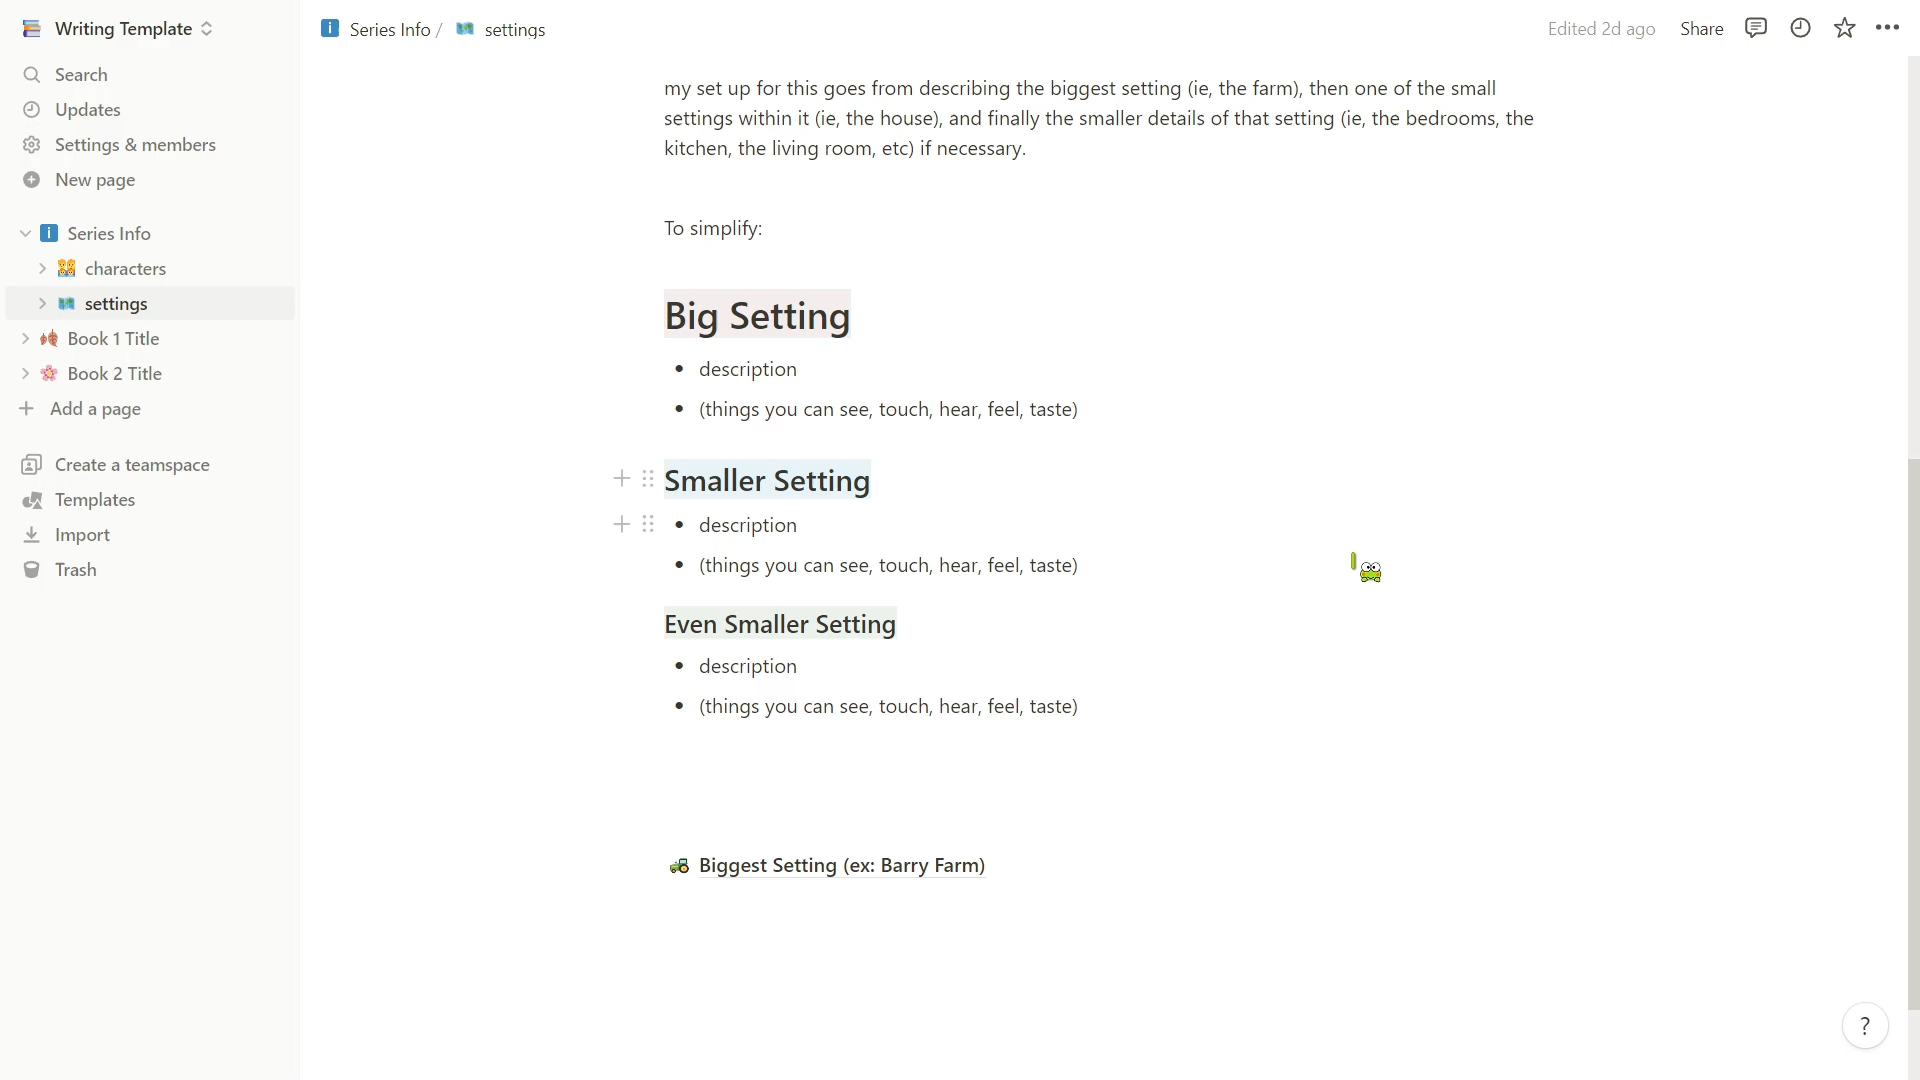 Writing Template
Search
Updates
Settings & members
New page
Series Info
characters
settings
Book 1 Title
Book 2 Title
Add a page
Create a teamspace
Templates
Import
Trash
Series Info / settings
Edited 2d ago
Share
my set up for this goes from describing the biggest setting (ie, the farm), then one of the small
settings within it (ie, the house), and finally the smaller details of that setting (ie, the bedrooms, the
kitchen, the living room, etc) if necessary.
To simplify:
Big Setting
• description
• (things you can see, touch, hear, feel, taste)
Smaller Setting
• description
• (things you can see, touch, hear, feel, taste)
Even Smaller Setting
• description
• (things you can see, touch, hear, feel, taste)
Biggest Setting (ex: Barry Farm)
?